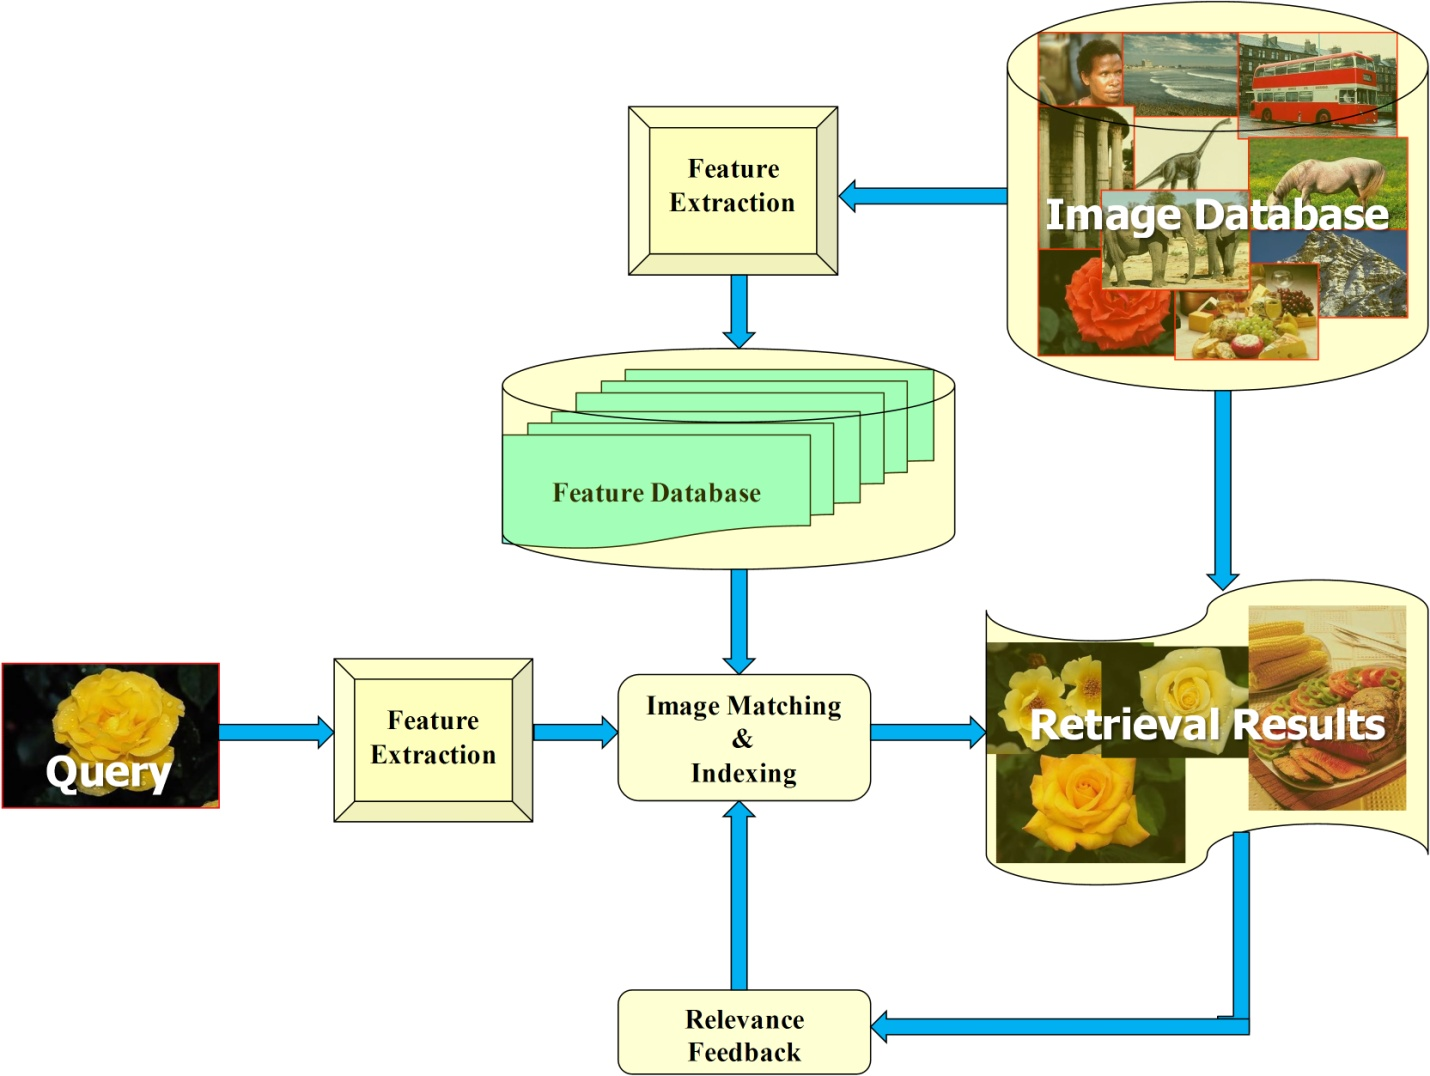 Feature
Extraction
Image Database
Feature Database
Query
Feature
Extraction
Image Matching
&
Indexing
Retrieval Results
Relevance
Feedback